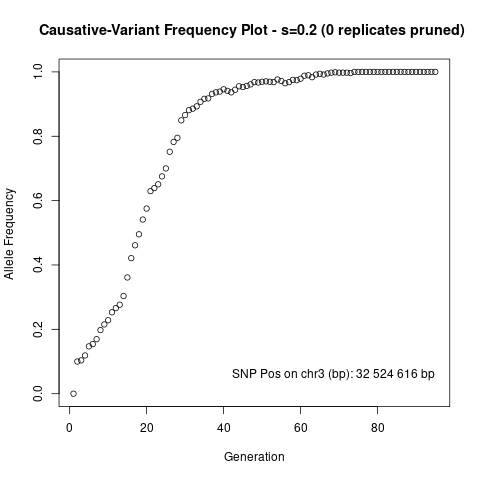 Causative-Variant Frequency Plot - s=0.2 (0 replicates pruned)
1.0
0.8
0.6
0.4
0.2
0.0
Allele Frequency
SNP Pos on chr3 (bp): 32 524 616 bp
0 20 40 60 80
Generation